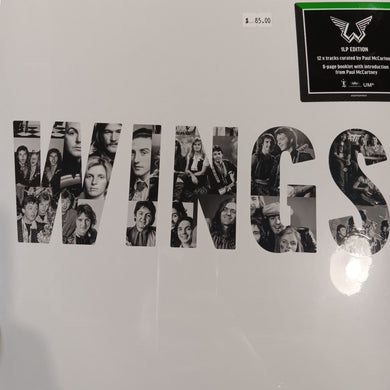 $ 85.00
1LP EDITION
12 x tracks curated by Paul McCartney
8-page booklet with introduction
from Paul McCartney
UMe
WINGS